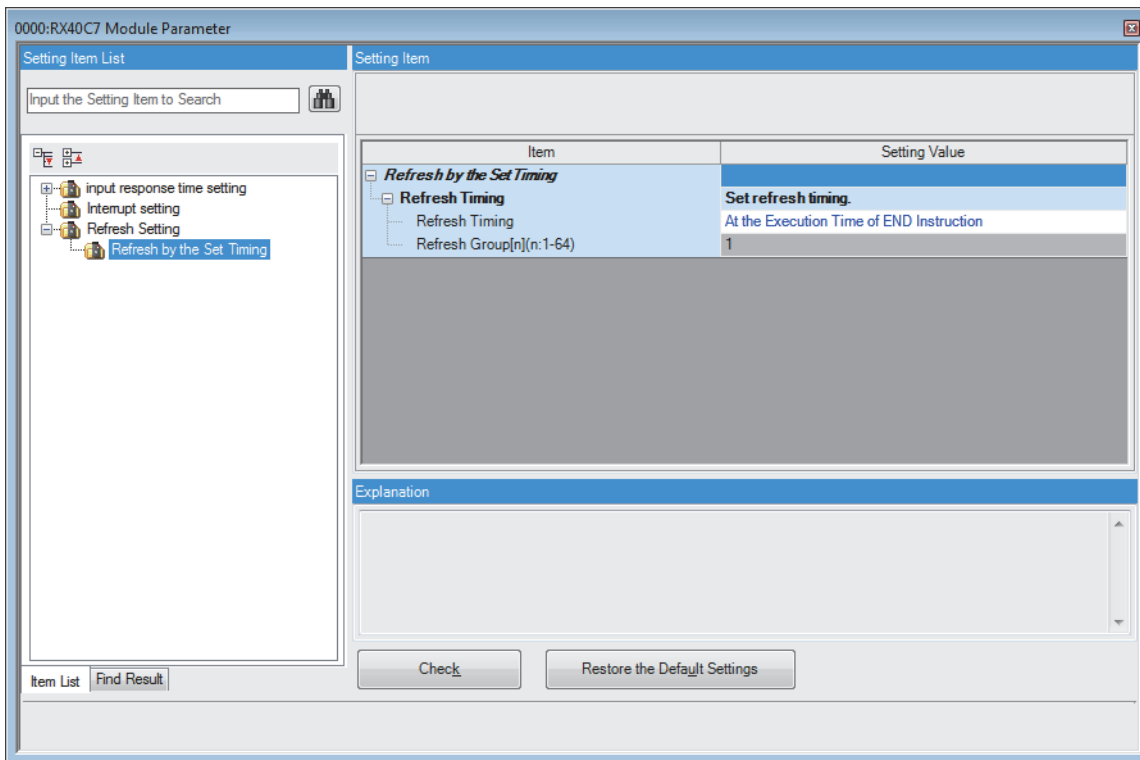 0000:RX40C7 Module Parameter
Setting Item List
Input the Setting Item to Search
input response time setting
Interrupt setting
Refresh Setting
Refresh by the Set Timing
Item List
Find Result
Setting Item
Item Setting Value
Refresh by the Set Timing
Refresh Timing Set refresh timing.
Refresh Timing At the Execution Time of END Instruction
Refresh Group[n](n:1-64) 1
Explanation
Check
Restore the Default Settings